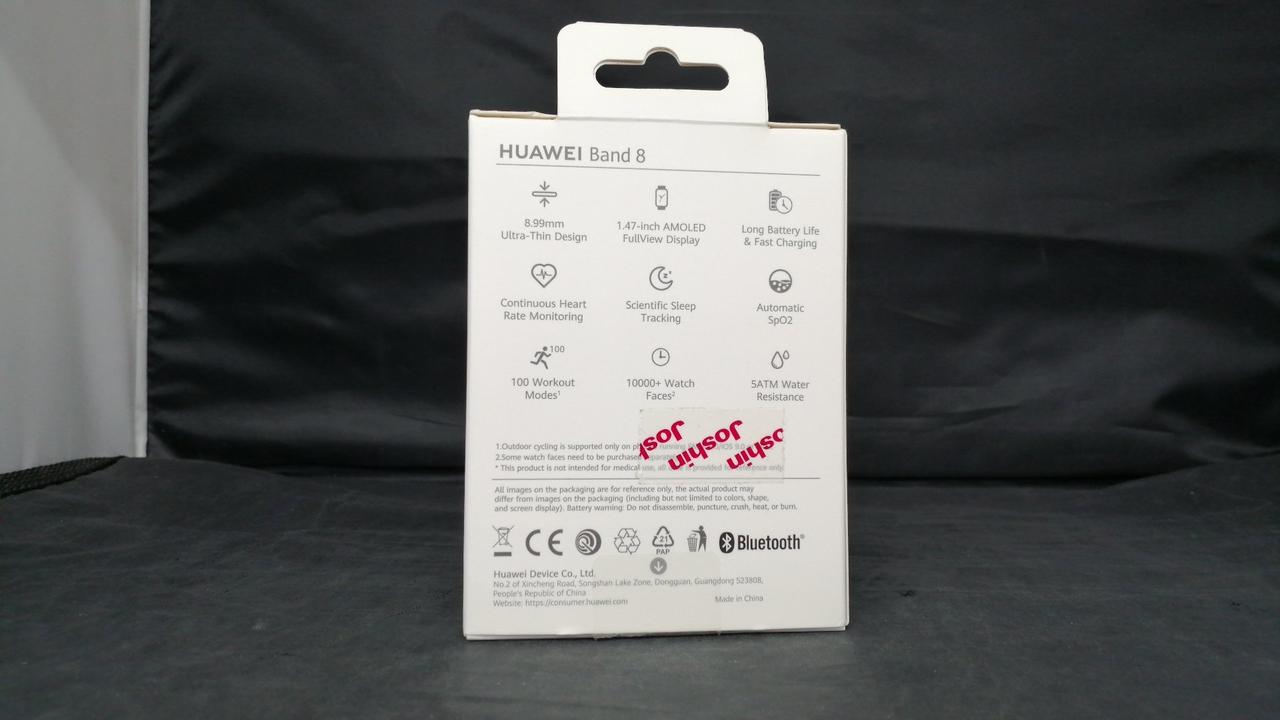 HUAWEI Band 8
8.99mm
Ultra-Thin Design
1.47-inch AMOLED
FullView Display
Long Battery Life
& Fast Charging
Continuous Heart
Rate Monitoring
Scientific Sleep
Tracking
Automatic
SpO2
100
100 Workout
Modes¹
10000+ Watch
Faces²
5ATM Water
Resistance
1.Outdoor cycling is supported only on running
2.Some watch faces need to be purchased
* This product is not intended for medical use, all is provided for reference only.
Joshin Joshin
All images on the packaging are for reference only, the actual product may
differ from images on the packaging (including but not limited to colors, shape,
and screen display). Battery warning: Do not disassemble, puncture, crush, heat, or burn.
CE
21
PAP
Bluetooth®
Huawei Device Co., Ltd.
No.2 of Xincheng Road, Songshan Lake Zone, Dongguan, Guangdong 523808,
People's Republic of China
Website: https://consumer.huawei.com
Made in China